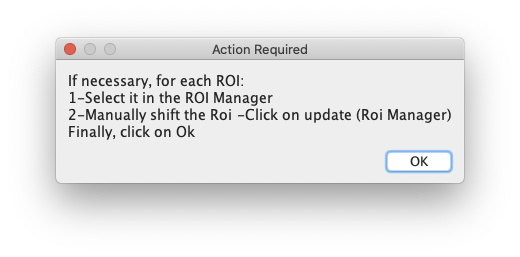 Action Required
If necessary, for each ROI:
1-Select it in the ROI Manager
2-Manually shift the Roi -Click on update (Roi Manager)
Finally, click on Ok
OK